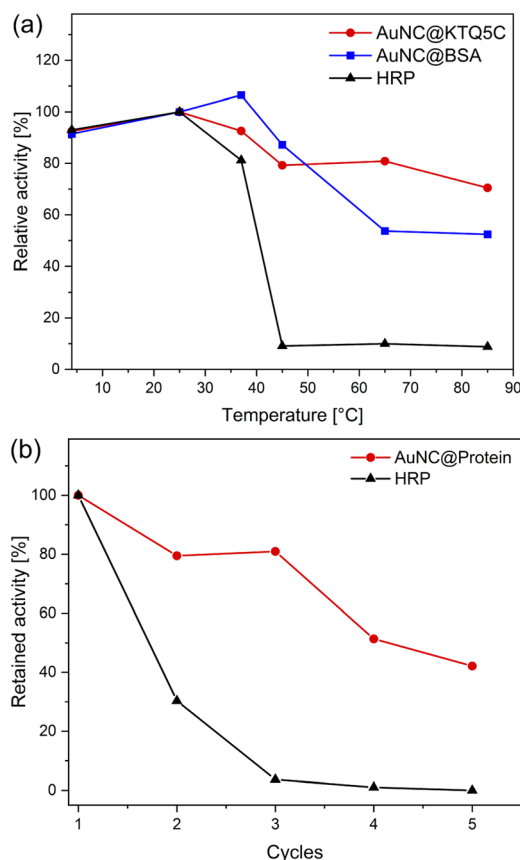 (a)
AuNC@KTQ5C
AuNC@BSA
HRP
Relative activity [%]
120
100
80
60
40
20
0
10 20 30 40 50 60 70 80 90
Temperature [°C]
(b)
AuNC@Protein
HRP
Retained activity [%]
100
80
60
40
20
0
1 2 3 4 5
Cycles